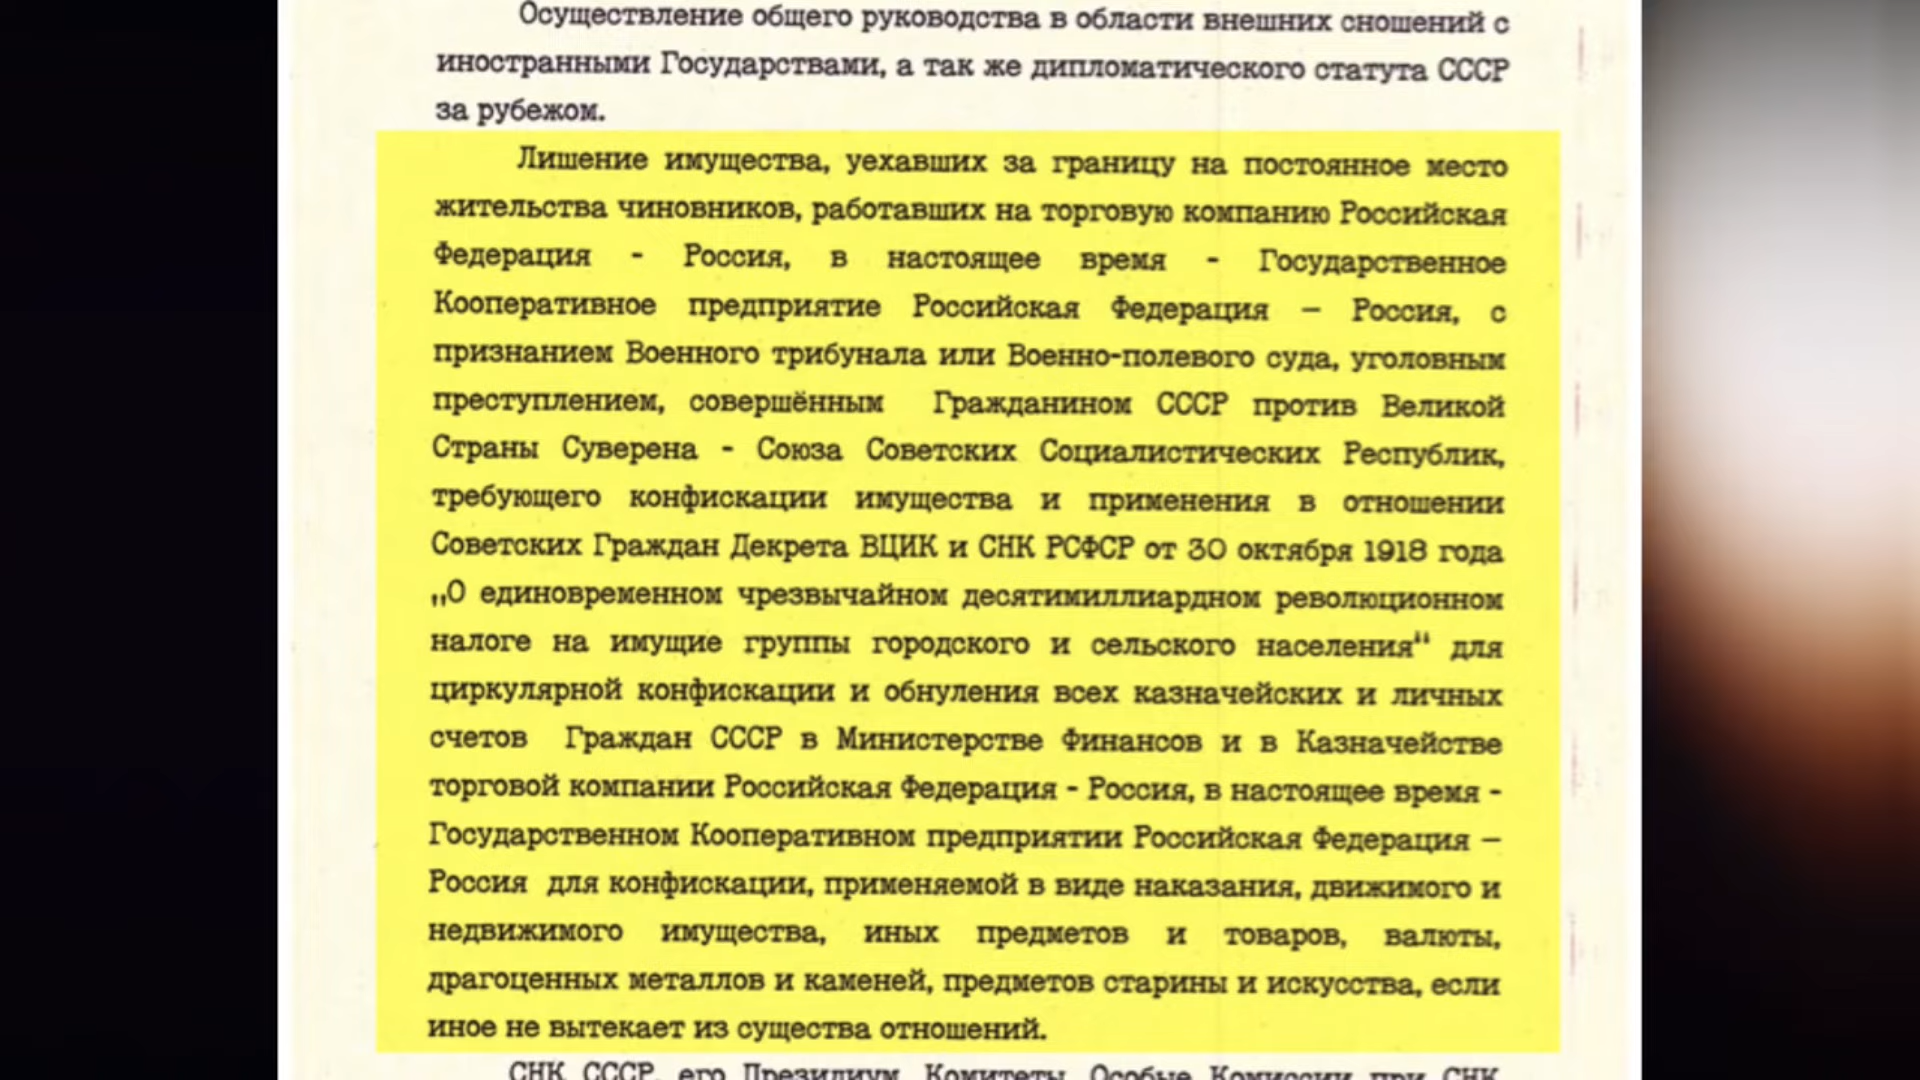 Осуществление общего руководства в области внешних сношений с
иностранными Государствами, а так же дипломатического статута СССР
за рубежом.
Лишение имущества, уехавших за границу на постоянное место
жительства чиновников, работавших на торговую компанию Российская
Федерация - Россия, в настоящее время - Государственное
Кооперативное предприятие Российская Федерация – Россия, с
признанием Военного трибунала или Военно-полевого суда, уголовным
преступлением, совершённым Гражданином СССР против Великой
Страны Суверена - Союза Советских Социалистических Республик,
требующего конфискации имущества и применения в отношении
Советских Граждан Декрета ВЦИК и СНК РСФСР от 30 октября 1918 года
„О единовременном чрезвычайном десятимиллиардном революционном
налоге на имущие группы городского и сельского населения“ для
циркулярной конфискации и обнуления всех казначейских и личных
счетов Граждан СССР в Министерстве Финансов и в Казначействе
торговой компании Российская Федерация - Россия, в настоящее время -
Государственном Кооперативном предприятии Российская Федерация –
Россия для конфискации, применяемой в виде наказания, движимого и
недвижимого имущества, иных предметов и товаров, валюты,
драгоценных металлов и каменей, предметов старины и искусства, если
иное не вытекает из существа отношений.
СНК СССР, его Президиум, Комитеты, Особые Комиссии при СНК